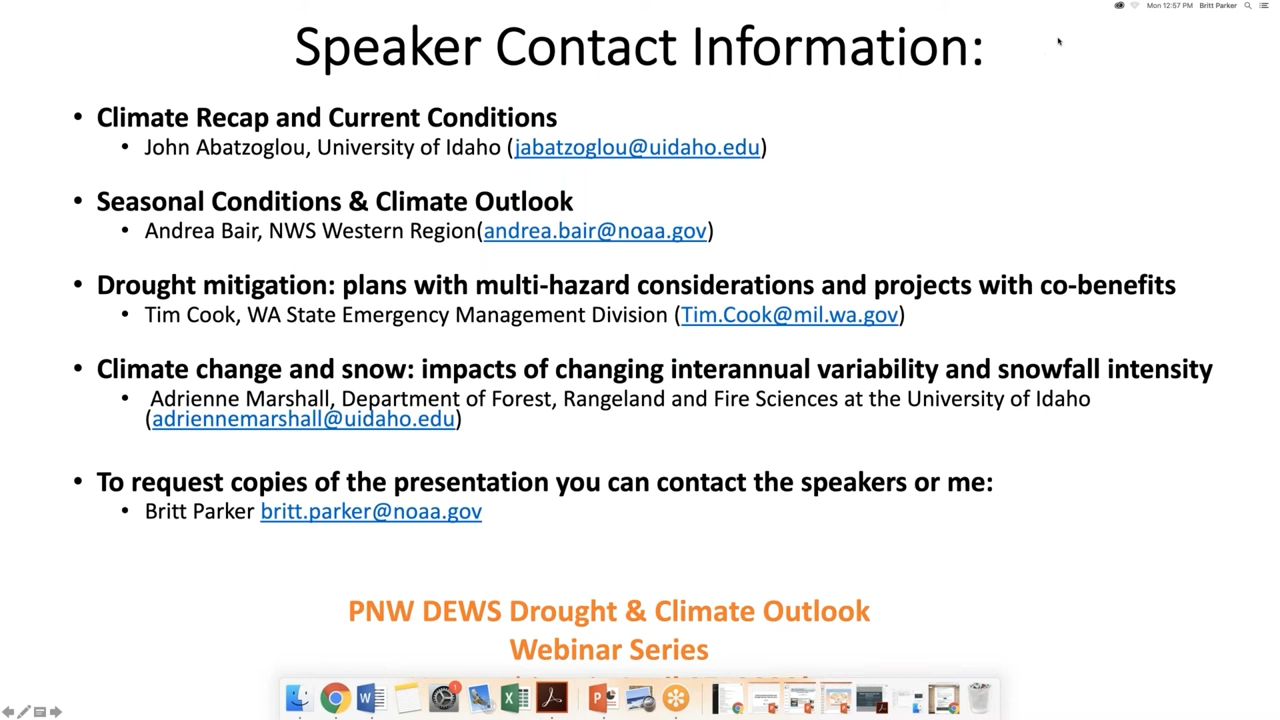 Mon 12:57 PM Britt Parker
Speaker Contact Information:
• Climate Recap and Current Conditions
• John Abatzoglou, University of Idaho (jabatzoglou@uidaho.edu)
• Seasonal Conditions & Climate Outlook
• Andrea Bair, NWS Western Region(andrea.bair@noaa.gov)
• Drought mitigation: plans with multi-hazard considerations and projects with co-benefits
• Tim Cook, WA State Emergency Management Division (Tim.Cook@mil.wa.gov)
• Climate change and snow: impacts of changing interannual variability and snowfall intensity
• Adrienne Marshall, Department of Forest, Rangeland and Fire Sciences at the University of Idaho
(adriennemarshall@uidaho.edu)
• To request copies of the presentation you can contact the speakers or me:
• Britt Parker britt.parker@noaa.gov
PNW DEWS Drought & Climate Outlook
Webinar Series